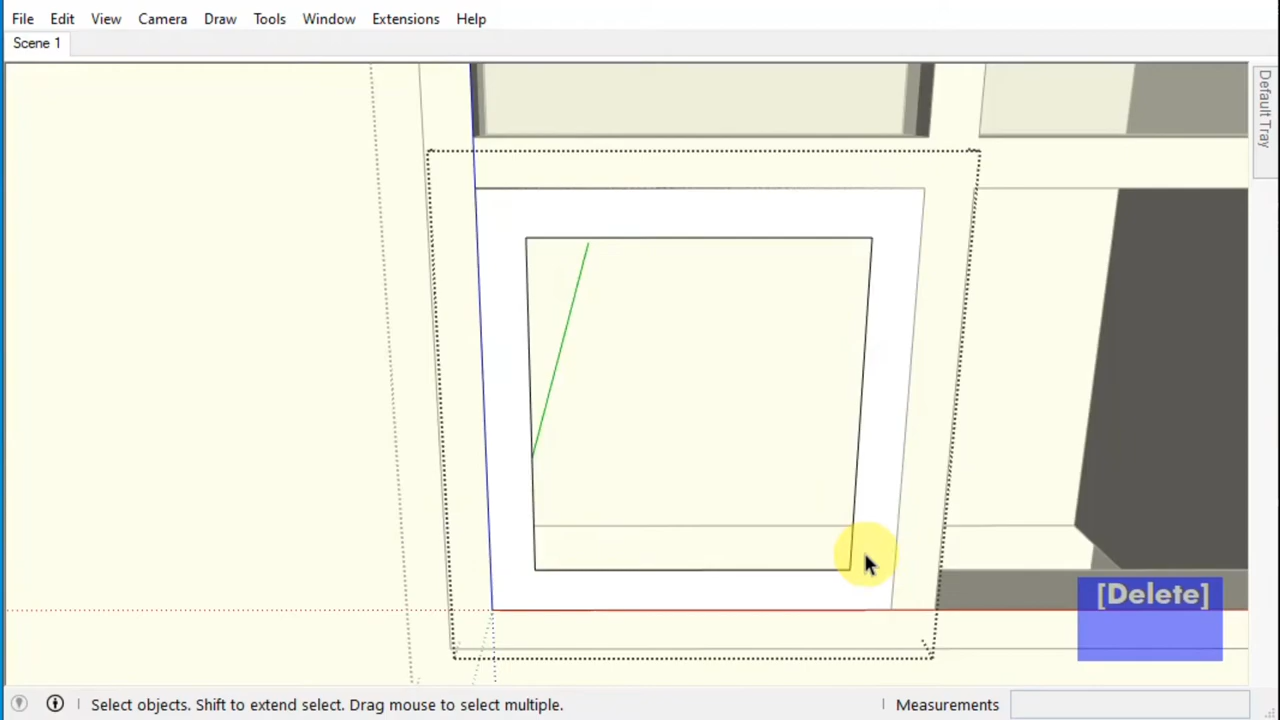 File Edit View Camera Draw Tools Window Extensions Help
Scene 1
Default Tray
[Delete]
Select objects. Shift to extend select. Drag mouse to select multiple.
Measurements